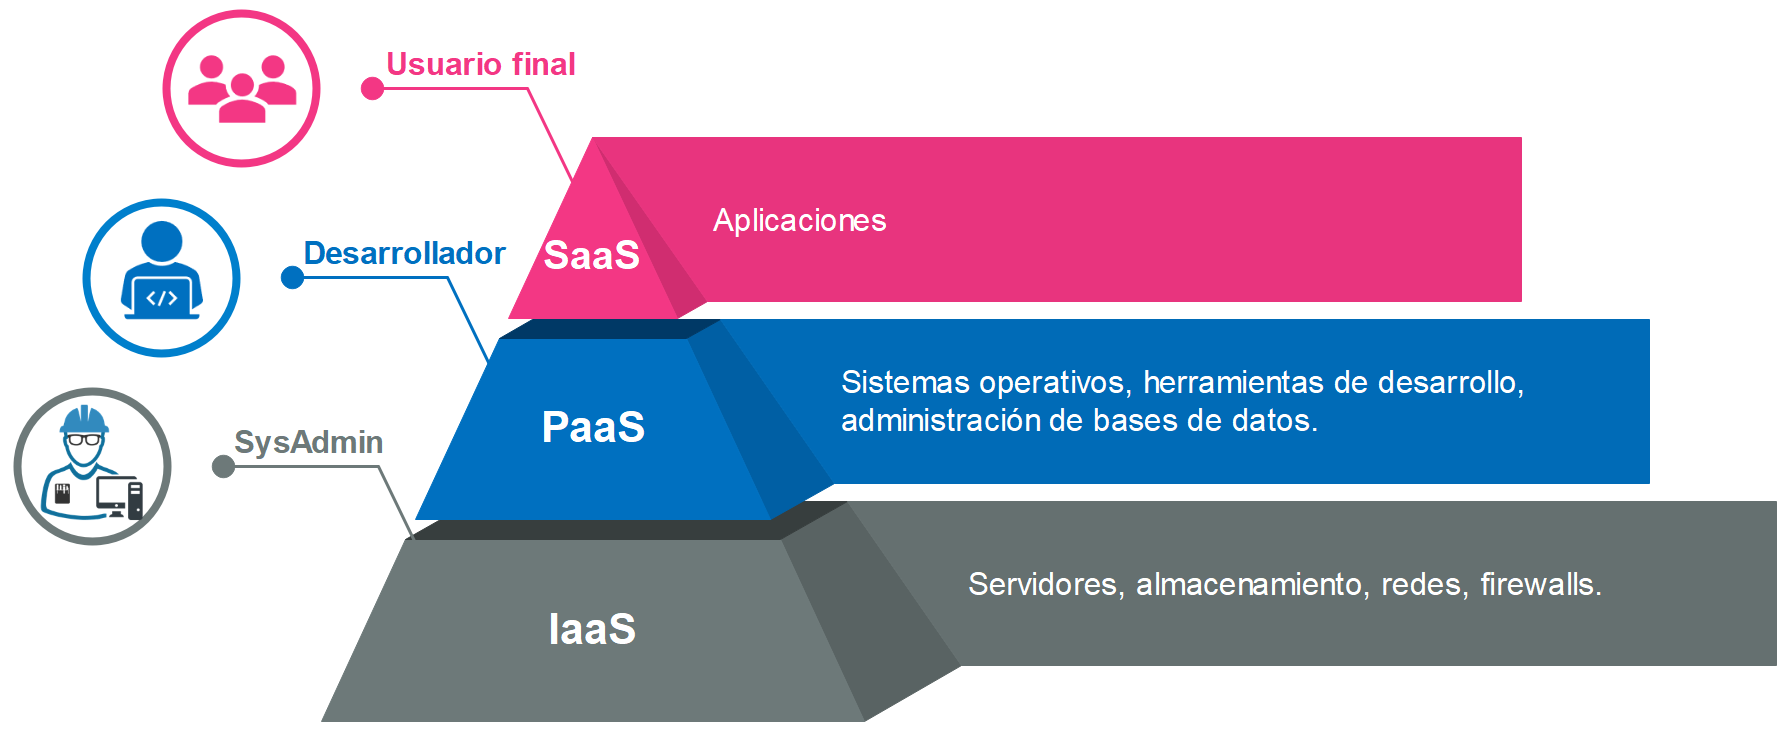 Usuario final
Aplicaciones
SaaS
Desarrollador
Sistemas operativos, herramientas de desarrollo,
administración de bases de datos.
PaaS
SysAdmin
Servidores, almacenamiento, redes, firewalls.
IaaS